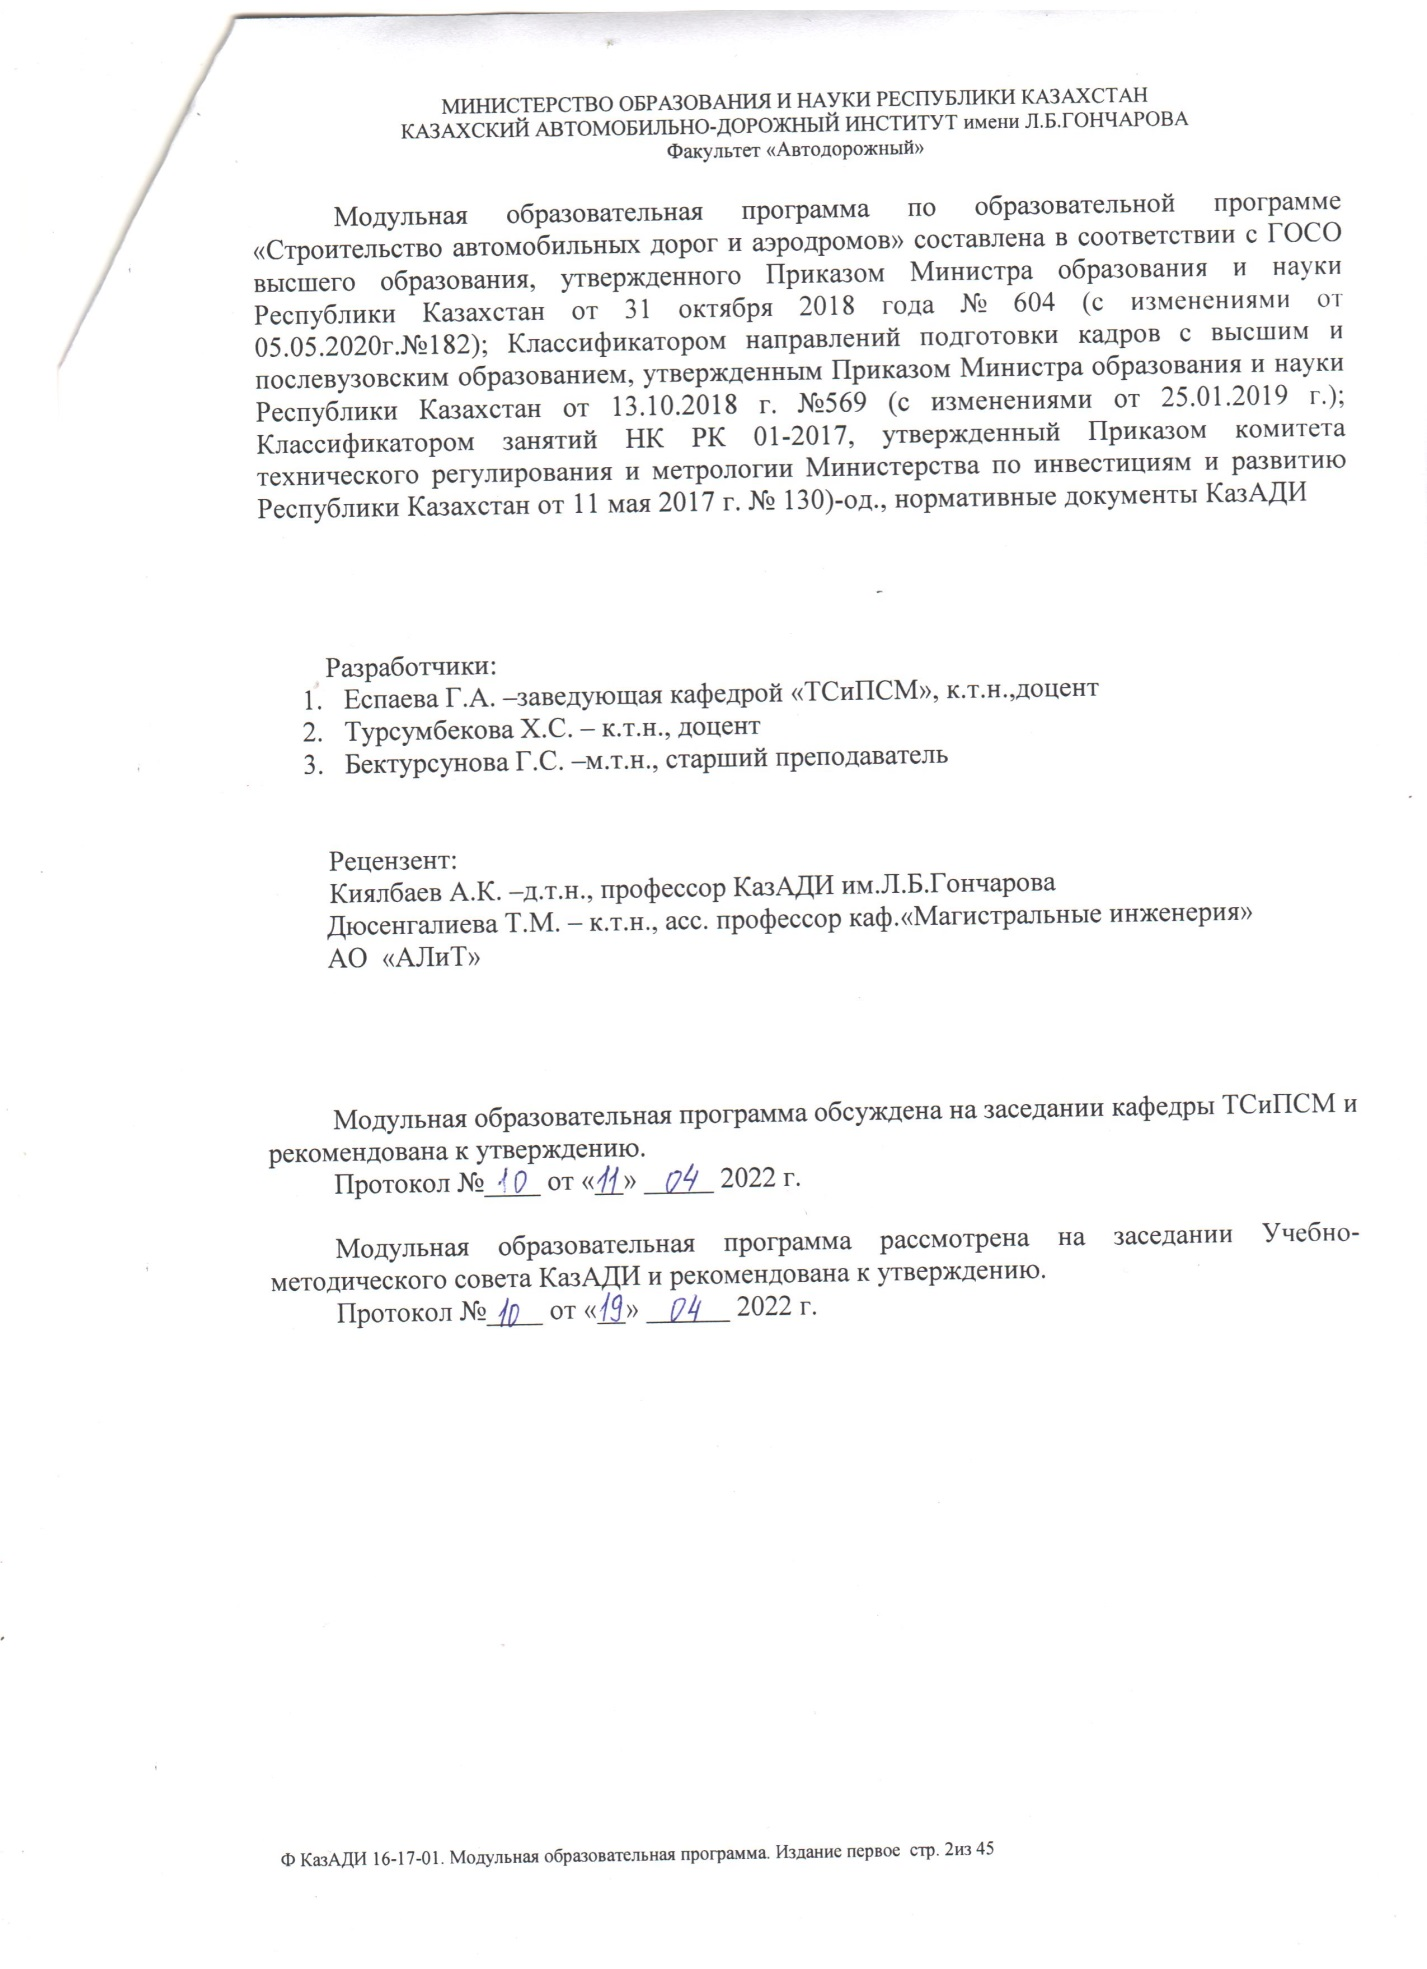 МИНИСТЕРСТВО ОБРАЗОВАНИЯ И НАУКИ РЕСПУБЛИКИ КАЗАХСТАН
КАЗАХСКИЙ АВТОМОБИЛЬНО-ДОРОЖНЫЙ ИНСТИТУТ имени Л.Б.ГОНЧАРОВА
Факультет «Автодорожный»
Модульная образовательная программа по образовательной программе
«Строительство автомобильных дорог и аэродромов» составлена в соответствии с ГОСО
высшего образования, утвержденного Приказом Министра образования и науки
Республики Казахстан от 31 октября 2018 года № 604 (с изменениями от
05.05.2020г.№182); Классификатором направлений подготовки кадров с высшим и
послевузовским образованием, утвержденным Приказом Министра образования и науки
Республики Казахстан от 13.10.2018 г. №569 (с изменениями от 25.01.2019 г.);
Классификатором занятий НК РК 01-2017, утвержденный Приказом комитета
технического регулирования и метрологии Министерства по инвестициям и развитию
Республики Казахстан от 11 мая 2017 г. № 130)-од., нормативные документы КазАДИ
Разработчики:
1. Еспаева Г.А. –заведующая кафедрой «ТСиПСМ», к.т.н.,доцент
2. Турсумбекова Х.С. – к.т.н., доцент
3. Бектурсунова Г.С. –м.т.н., старший преподаватель
Рецензент:
Киялбаев А.К. –д.т.н., профессор КазАДИ им.Л.Б.Гончарова
Дюсенгалиева Т.М. – к.т.н., асс. профессор каф.«Магистральные инженерия»
АО «АЛиТ»
Модульная образовательная программа обсуждена на заседании кафедры ТСиПСМ и
рекомендована к утверждению.
Протокол № 10 от «11» 04 2022 г.
Модульная образовательная программа рассмотрена на заседании Учебно-
методического совета КазАДИ и рекомендована к утверждению.
Протокол № 10 от «19» 04 2022 г.
Ф КазАДИ 16-17-01. Модульная образовательная программа. Издание первое стр. 2из 45